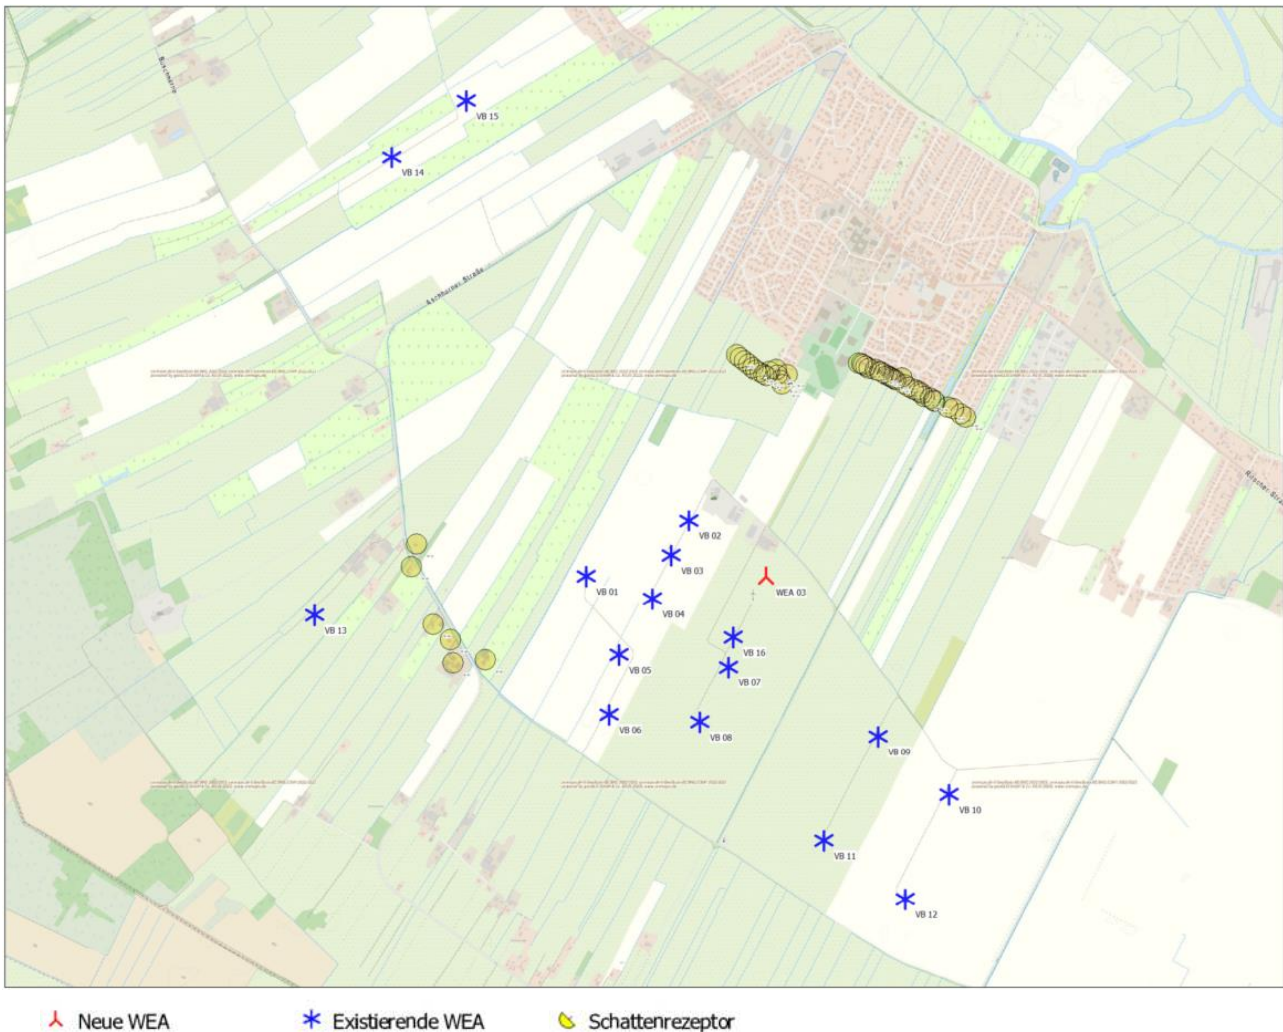 Buschhörne
VB 15
VB 14
VB 02
VB 03
VB 01
WEA 03
VB 04
VB 13
VB 16
VB 05
VB 07
VB 06
VB 08
VB 09
VB 10
VB 11
VB 12
Neue WEA
Existierende WEA
Schattenrezeptor